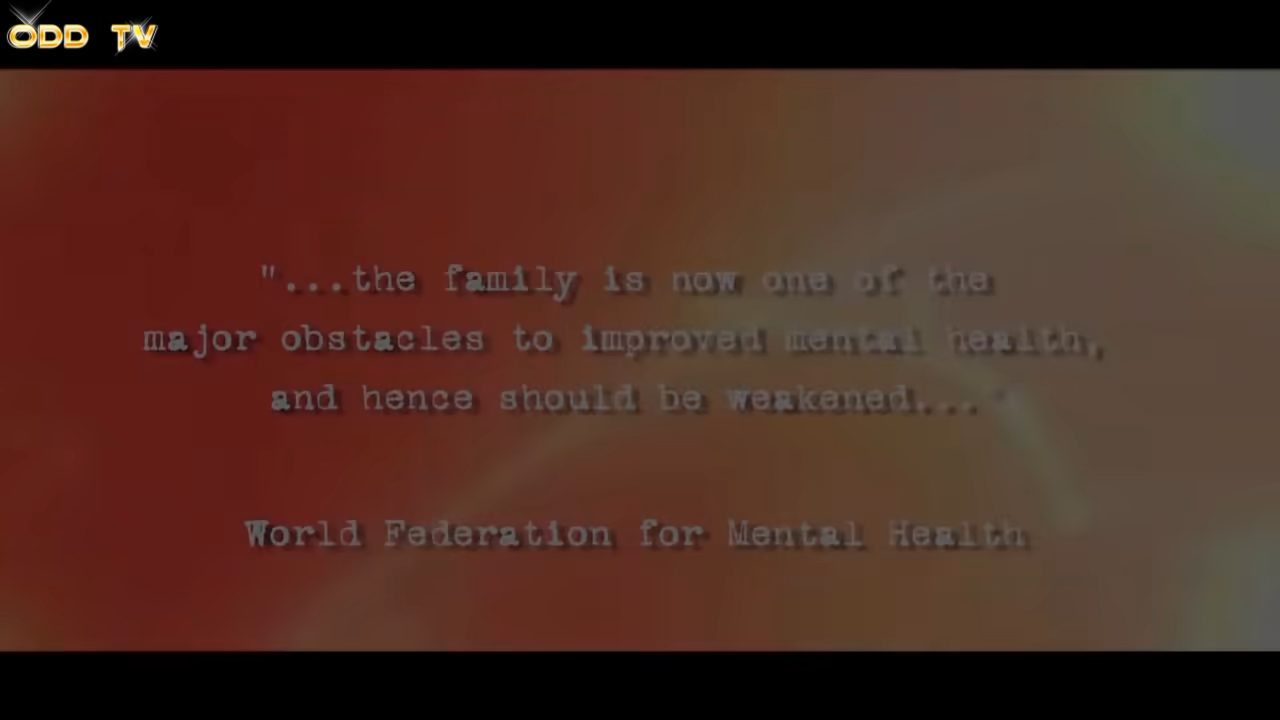 ODD TV
"...the family is now one of the
major obstacles to improved mental health,
and hence should be weakened..."
World Federation for Mental Health